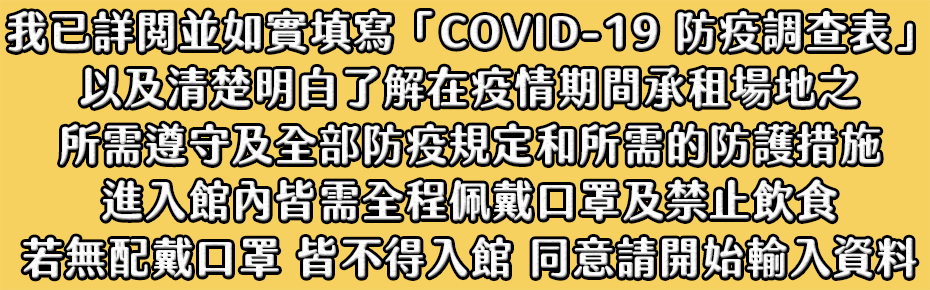 我已詳閱並如實填寫「COVID-19 防疫調查表」
以及清楚明白了解在疫情期間承租場地之
所需遵守及全部防疫規定和所需的防護措施
進入館內皆需全程佩戴口罩及禁止飲食
若無配戴口罩 皆不得入館 同意請開始輸入資料